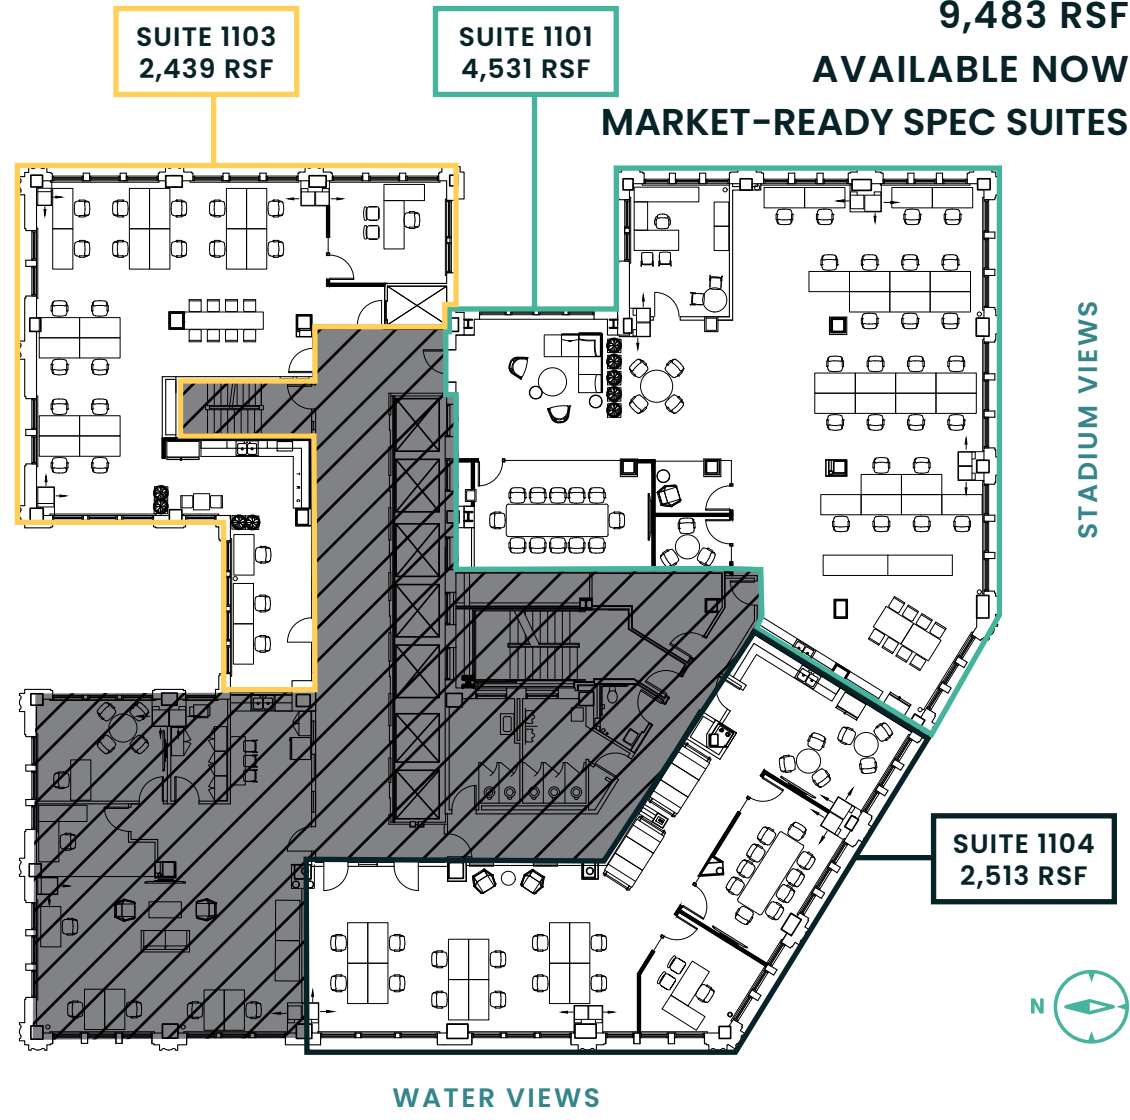 9,483 RSF
AVAILABLE NOW
MARKET-READY SPEC SUITES
SUITE 1103
2,439 RSF
SUITE 1101
4,531 RSF
STADIUM VIEWS
SUITE 1104
2,513 RSF
N
WATER VIEWS